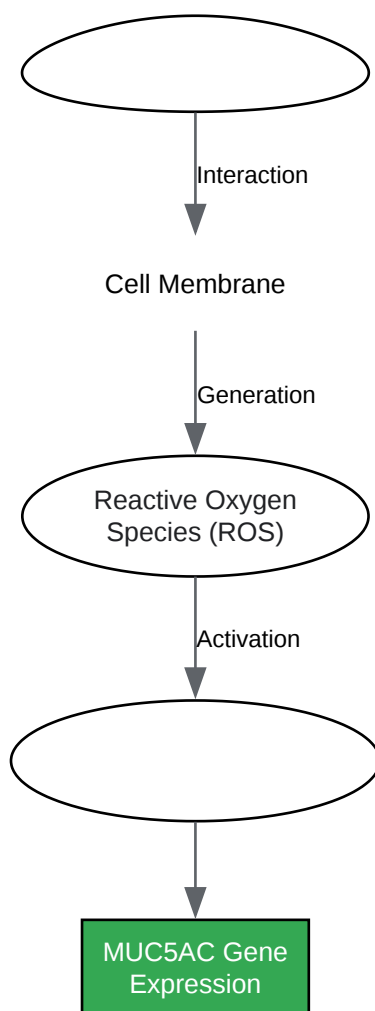 Interaction
Cell Membrane
Generation
Reactive Oxygen
Species (ROS)
Activation
MUC5AC Gene
Expression